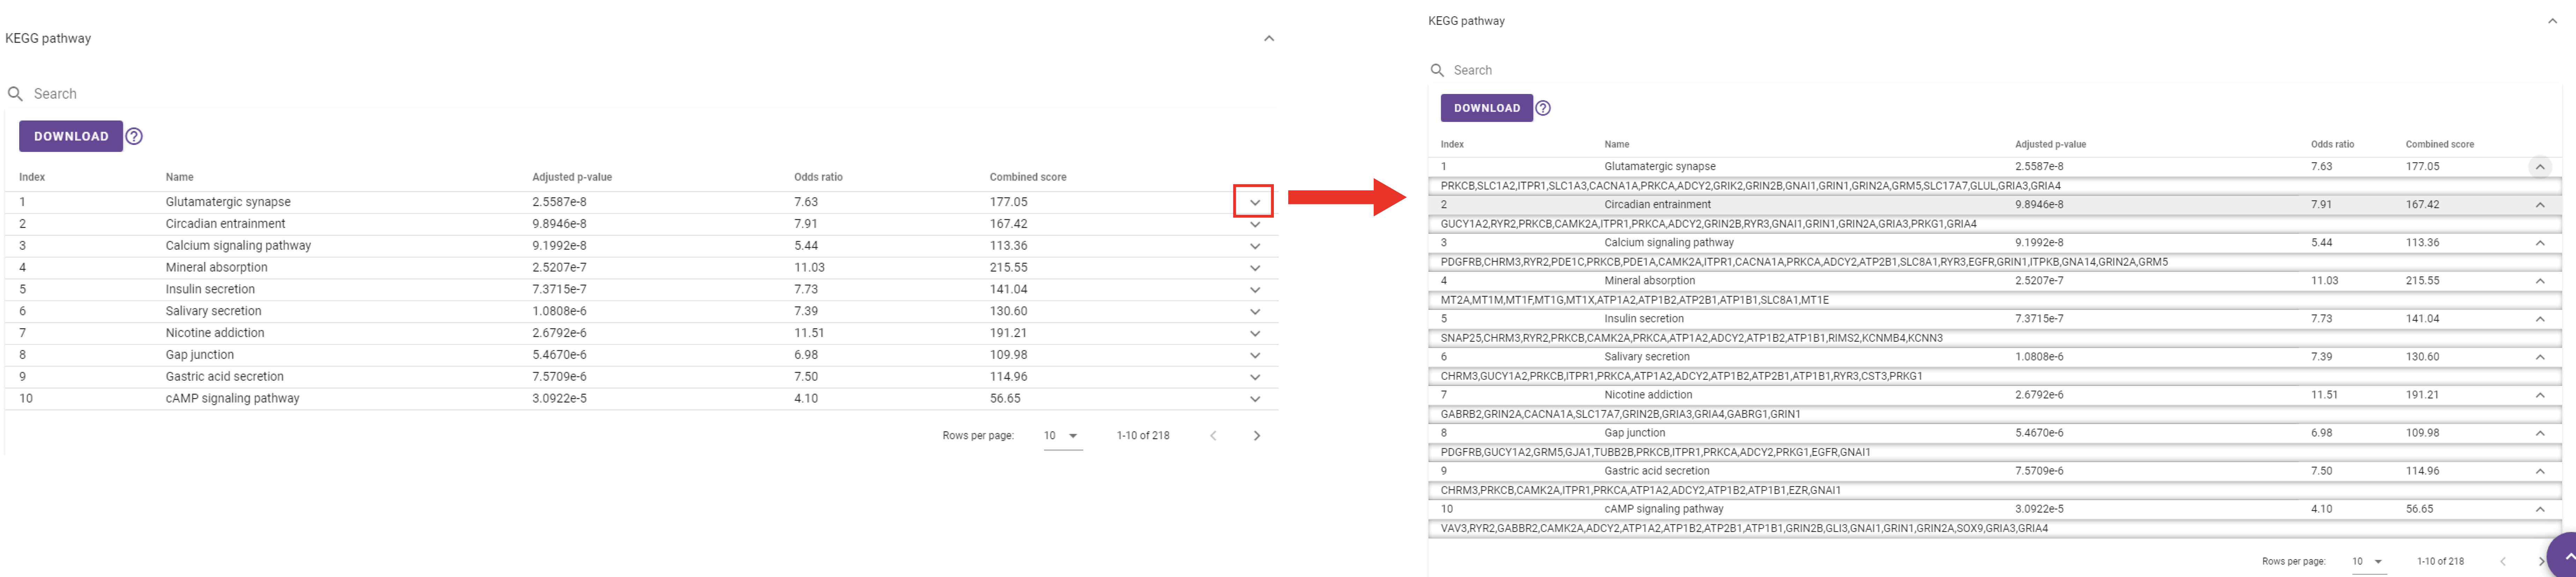 KEGG pathway
Search
DOWNLOAD ?
Index Name Adjusted p-value Odds ratio Combined score
1 Glutamatergic synapse 2.5587e-8 7.63 177.05
2 Circadian entrainment 9.8946e-8 7.91 167.42
3 Calcium signaling pathway 9.1992e-8 5.44 113.36
4 Mineral absorption 2.5207e-7 11.03 215.55
5 Insulin secretion 7.3715e-7 7.73 141.04
6 Salivary secretion 1.0808e-6 7.39 130.60
7 Nicotine addiction 2.6792e-6 11.51 191.21
8 Gap junction 5.4670e-6 6.98 109.98
9 Gastric acid secretion 7.5709e-6 7.50 114.96
10 cAMP signaling pathway 3.0922e-5 4.10 56.65
Rows per page: 10 1-10 of 218
KEGG pathway
Search
DOWNLOAD ?
Index Name Adjusted p-value Odds ratio Combined score
1 Glutamatergic synapse 2.5587e-8 7.63 177.05
PRKCB,SLC1A2,ITPR1,SLC1A3,CACNA1A,PRKCA,ADCY2,GRIK2,GRIN2B,GNAI1,GRIN1,GRIN2A,GRM5,SLC17A7,GLUL,GRIA3,GRIA4
2 Circadian entrainment 9.8946e-8 7.91 167.42
GUCY1A2,RYR2,PRKCB,CAMK2A,ITPR1,PRKCA,ADCY2,GRIN2B,RYR3,GNAI1,GRIN1,GRIN2A,GRIA3,PRKG1,GRIA4
3 Calcium signaling pathway 9.1992e-8 5.44 113.36
PDGFRB,CHRM3,RYR2,PDE1C,PRKCB,PDE1A,CAMK2A,ITPR1,CACNA1A,PRKCA,ADCY2,ATP2B1,SLC8A1,RYR3,EGFR,GRIN1,ITPKB,GNA14,GRIN2A,GRM5
4 Mineral absorption 2.5207e-7 11.03 215.55
MT2A,MT1M,MT1F,MT1G,MT1X,ATP1A2,ATP1B2,ATP2B1,ATP1B1,SLC8A1,MT1E
5 Insulin secretion 7.3715e-7 7.73 141.04
SNAP25,CHRM3,RYR2,PRKCB,CAMK2A,PRKCA,ATP1A2,ADCY2,ATP1B2,ATP1B1,RIMS2,KCNMB4,KCNN3
6 Salivary secretion 1.0808e-6 7.39 130.60
CHRM3,GUCY1A2,PRKCB,ITPR1,PRKCA,ATP1A2,ADCY2,ATP1B2,ATP2B1,ATP1B1,RYR3,CST3,PRKG1
7 Nicotine addiction 2.6792e-6 11.51 191.21
GABRB2,GRIN2A,CACNA1A,SLC17A7,GRIN2B,GRIA3,GRIA4,GABRG1,GRIN1
8 Gap junction 5.4670e-6 6.98 109.98
PDGFRB,GUCY1A2,GRM5,GJA1,TUBB2B,PRKCB,ITPR1,PRKCA,ADCY2,PRKG1,EGFR,GNAI1
9 Gastric acid secretion 7.5709e-6 7.50 114.96
CHRM3,PRKCB,CAMK2A,ITPR1,PRKCA,ATP1A2,ADCY2,ATP1B2,ATP1B1,EZR,GNAI1
10 cAMP signaling pathway 3.0922e-5 4.10 56.65
VAV3,RYR2,GABBR2,CAMK2A,ADCY2,ATP1A2,ATP1B2,ATP2B1,ATP1B1,GRIN2B,GLI3,GNAI1,GRIN1,GRIN2A,SOX9,GRIA3,GRIA4
Rows per page: 10 1-10 of 218